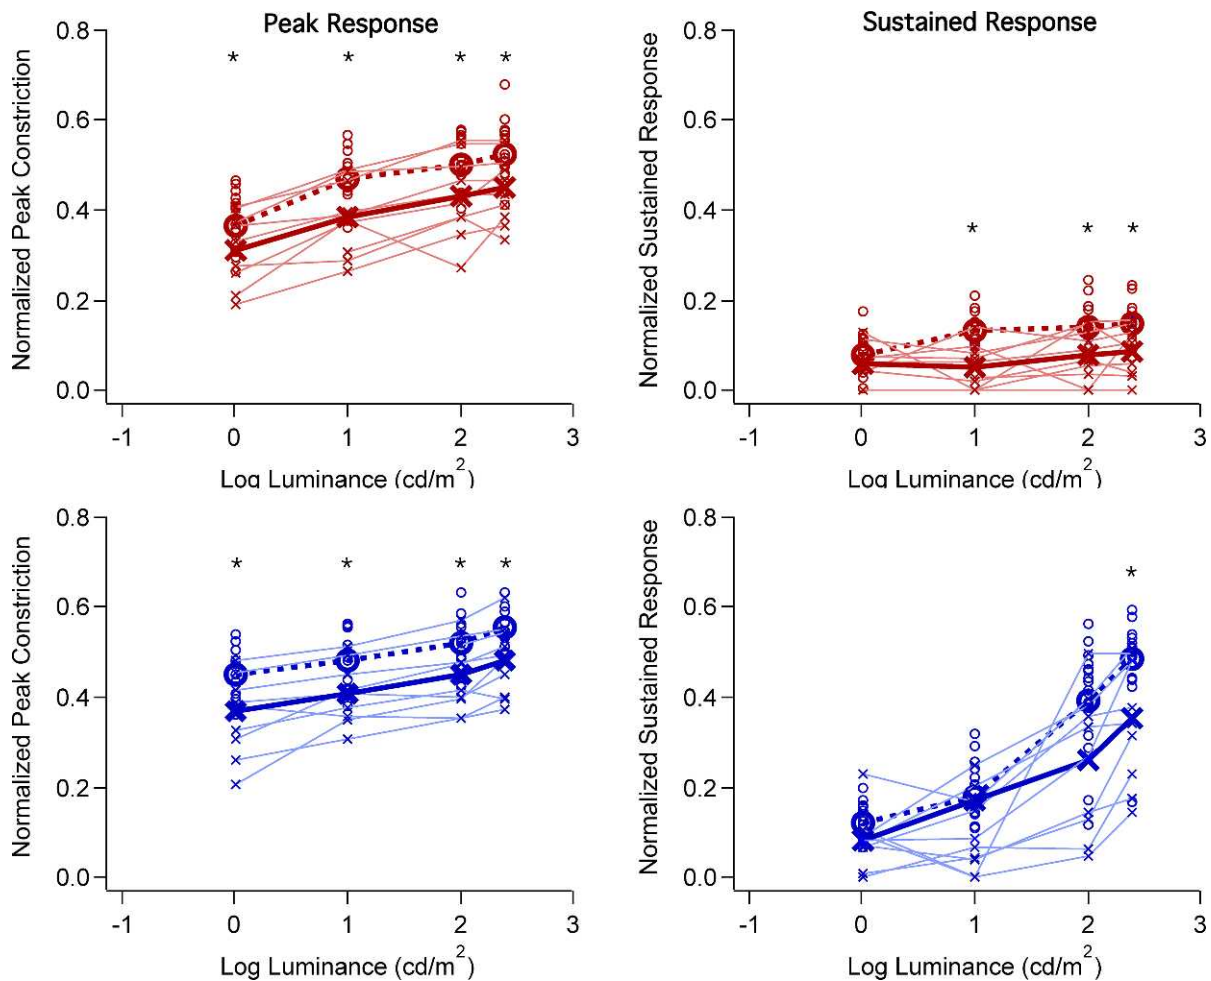 Peak Response
Normalized Peak Constriction
0.8
0.6
0.4
0.2
0.0
* * * *
-1 0 1 2 3
Log Luminance (cd/m2)
Sustained Response
Normalized Sustained Response
0.8
0.6
0.4
0.2
0.0
* * *
-1 0 1 2 3
Log Luminance (cd/m2)
Normalized Peak Constriction
0.8
0.6
0.4
0.2
0.0
* * * *
-1 0 1 2 3
Log Luminance (cd/m2)
Normalized Sustained Response
0.8
0.6
0.4
0.2
0.0
*
-1 0 1 2 3
Log Luminance (cd/m2)